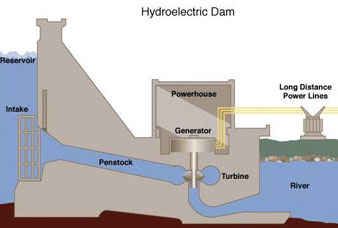 Hydroelectric Dam
Reservoir
Intake
Penstock
Powerhouse
Generator
Turbine
Long Distance
Power Lines
River